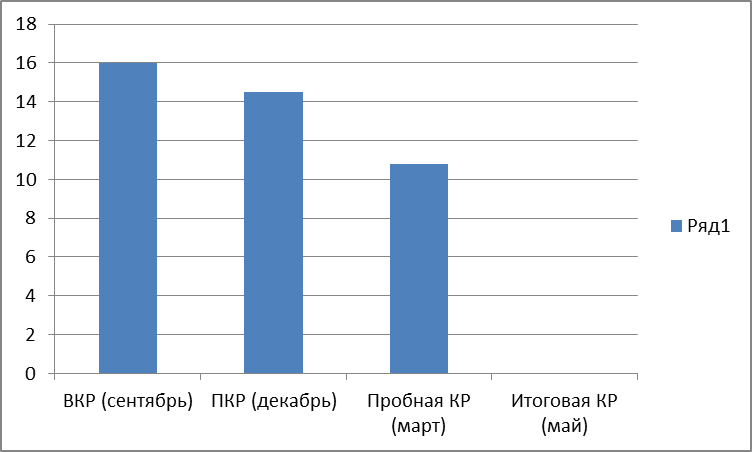 18
16
14
12
10
8
6
4
2
0
ВКР (сентябрь)
ПКР (декабрь)
Пробная КР
(март)
Итоговая КР
(май)
Ряд1